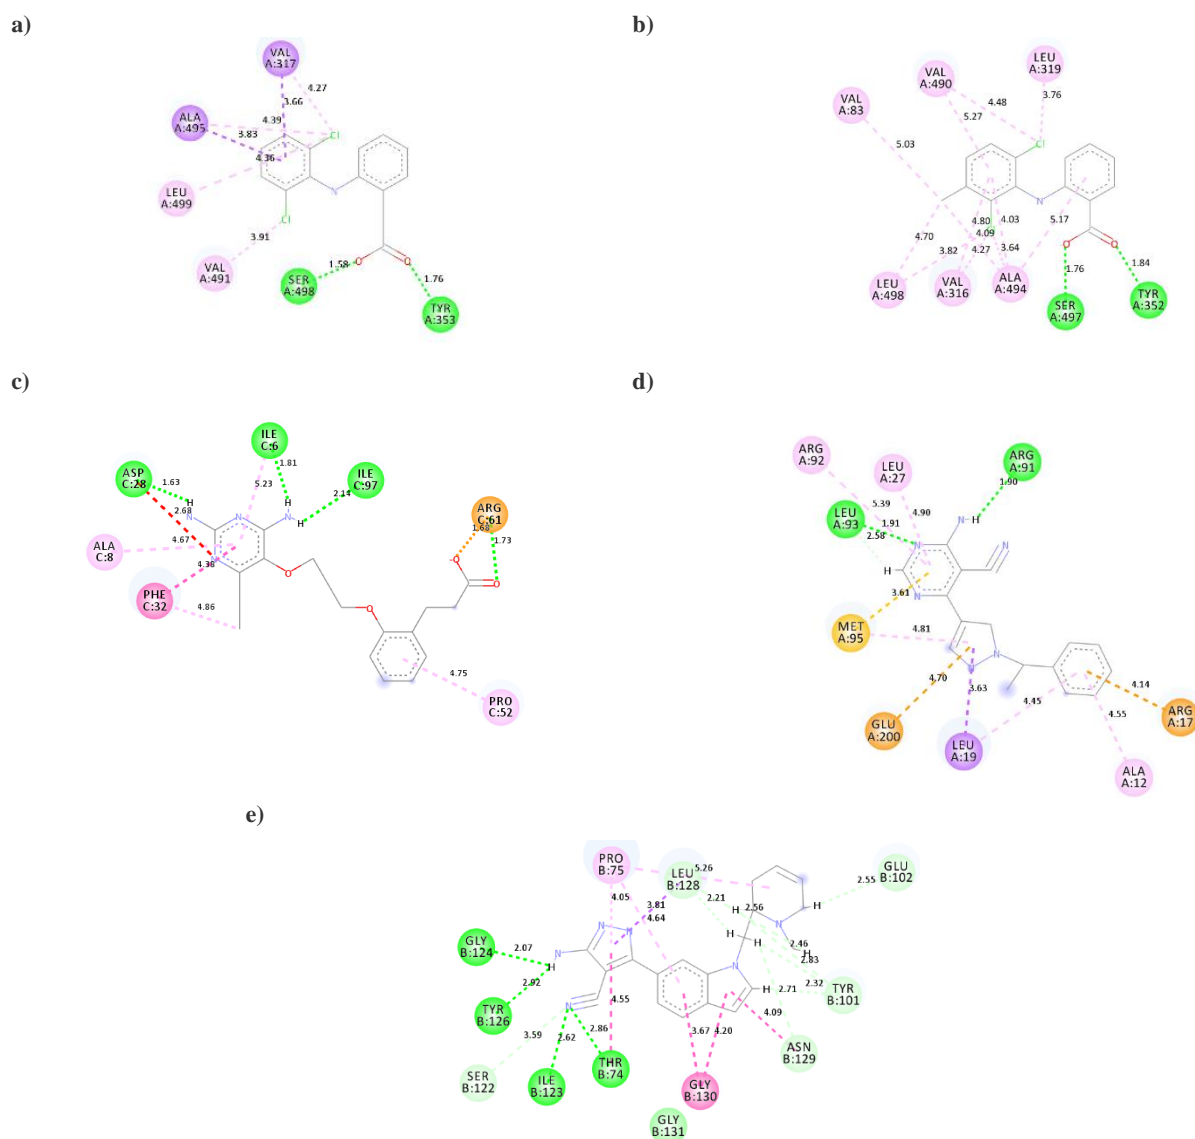 a)
VAL
A:317
4.27
3.66
ALA
A:495
4.39
3.83
Cl
4.36
LEU
A:499
N
Cl
3.91
VAL
A:491
O
O
SER
A:498
1.58
1.76
TYR
A:353
b)
LEU
A:319
VAL
A:490
VAL
A:83
4.48
3.76
5.27
5.03
Cl
N
4.80
4.03
5.17
4.09
Cl
4.70
3.82
4.27
3.64
O
O
1.76
1.84
LEU
A:498
VAL
A:316
ALA
A:494
SER
A:497
TYR
A:352
c)
ILE
C:6
ASP
C:28
1.63
1.81
5.23
ILE
C:97
2.14
2.68
H
N
N
H
N
H
ARG
C:61
1.68
1.73
ALA
C:8
4.67
4.38
N
O
-O
O
PHE
C:32
4.86
O
4.75
PRO
C:52
d)
ARG
A:92
LEU
A:27
ARG
A:91
1.90
5.39
4.90
LEU
A:93
1.91
2.58
N
H
N
N
H
N
3.61
MET
A:95
4.81
N
N
4.70
3.63
4.45
4.14
4.55
GLU
A:200
LEU
A:19
ARG
A:17
ALA
A:12
e)
PRO
B:75
LEU
B:128
5.26
GLU
B:102
2.55
4.05
3.81
4.64
2.21
2.56
H
H
N
N
N
H
H
N
2.46
2.83
H
GLY
B:124
2.07
N
H
2.32
TYR
B:101
2.92
TYR
B:126
N
4.55
N
H
2.71
4.09
3.59
2.62
2.86
3.67
4.20
ASN
B:129
SER
B:122
ILE
B:123
THR
B:74
GLY
B:130
GLY
B:131